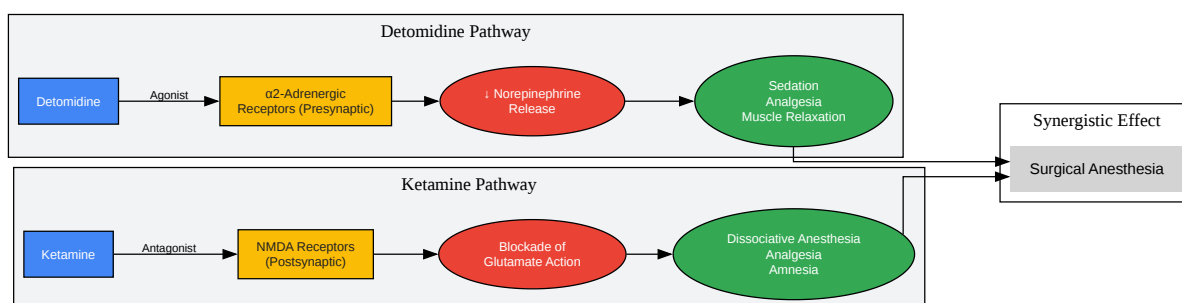 Detomidine Pathway
Detomidine
Agonist
α2-Adrenergic
Receptors (Presynaptic)
↓ Norepinephrine
Release
Sedation
Analgesia
Muscle Relaxation
Synergistic Effect
Surgical Anesthesia
Ketamine Pathway
Ketamine
Antagonist
NMDA Receptors
(Postsynaptic)
Blockade of
Glutamate Action
Dissociative Anesthesia
Analgesia
Amnesia